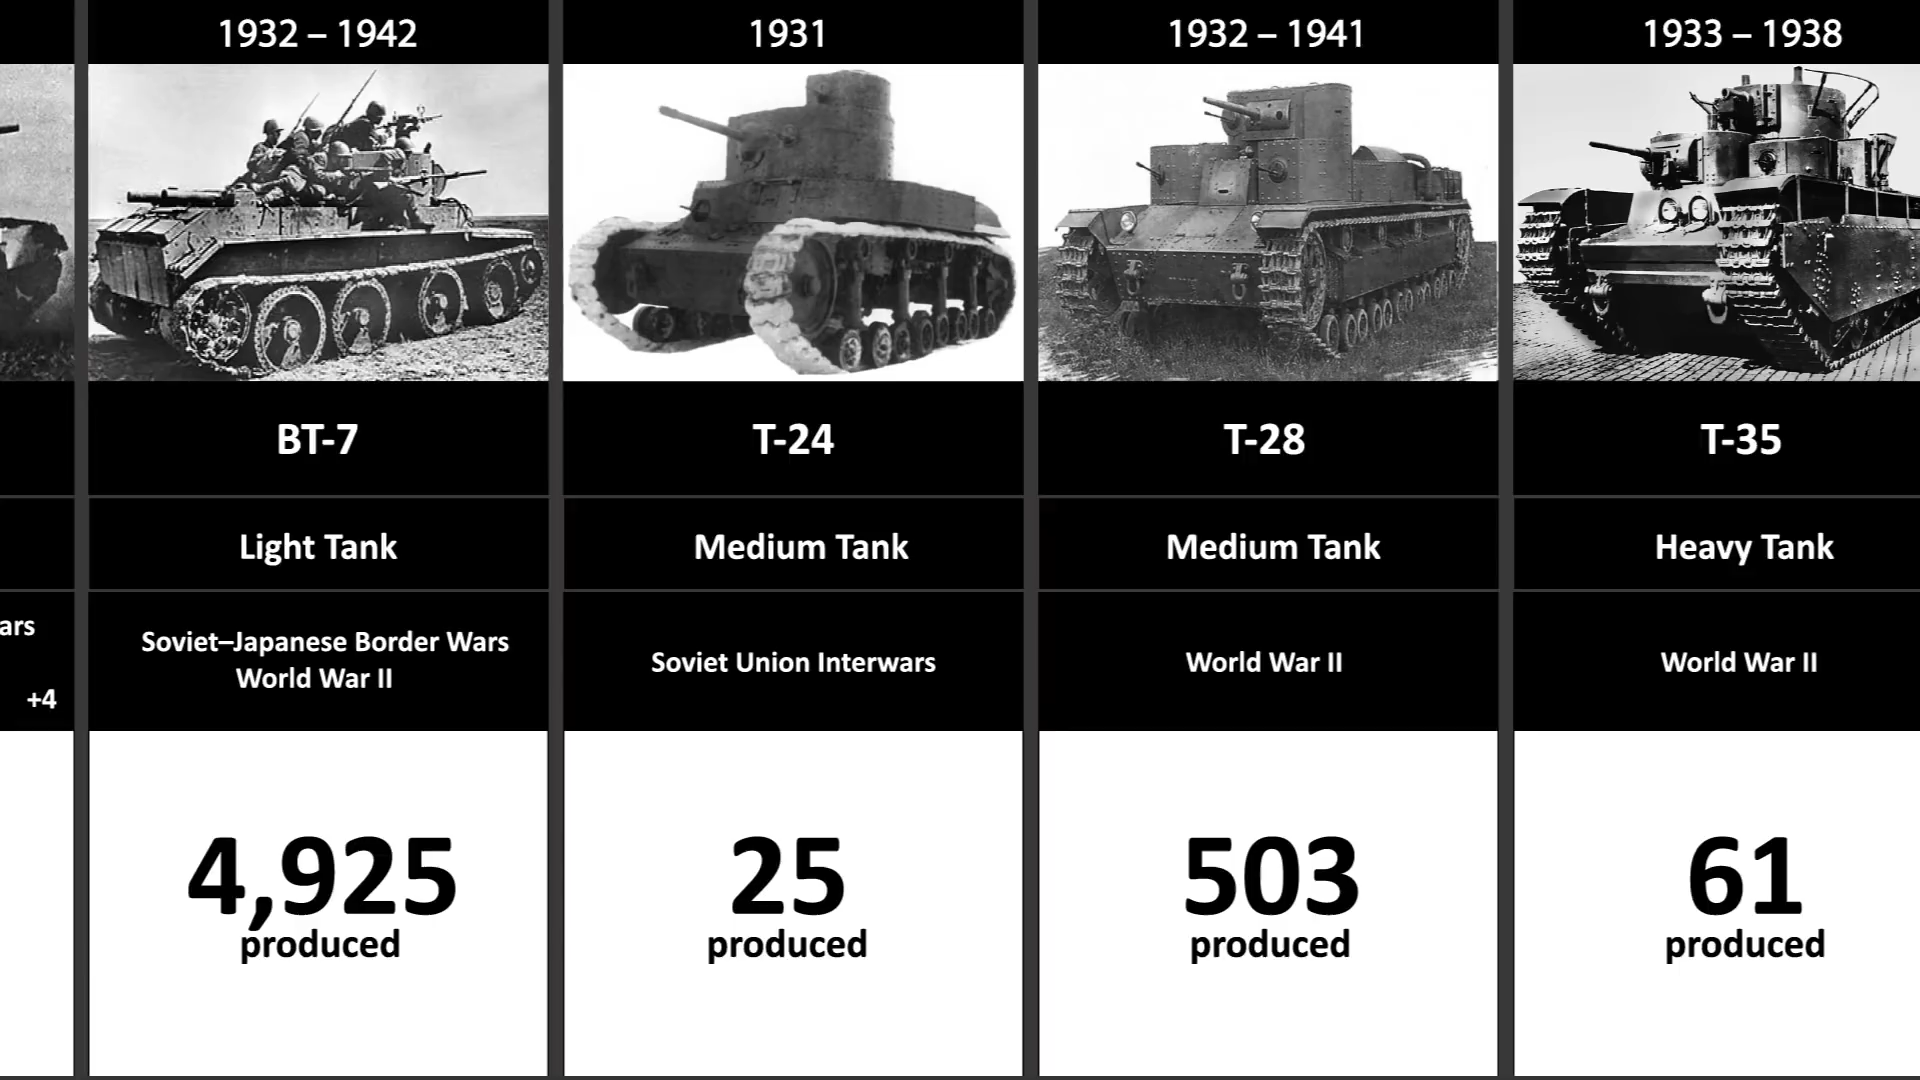 ars
+4
1932 – 1942
BT-7
Light Tank
Soviet–Japanese Border Wars
World War II
4,925
produced
1931
T-24
Medium Tank
Soviet Union Interwars
25
produced
1932 – 1941
T-28
Medium Tank
World War II
503
produced
1933 – 1938
T-35
Heavy Tank
World War II
61
produced